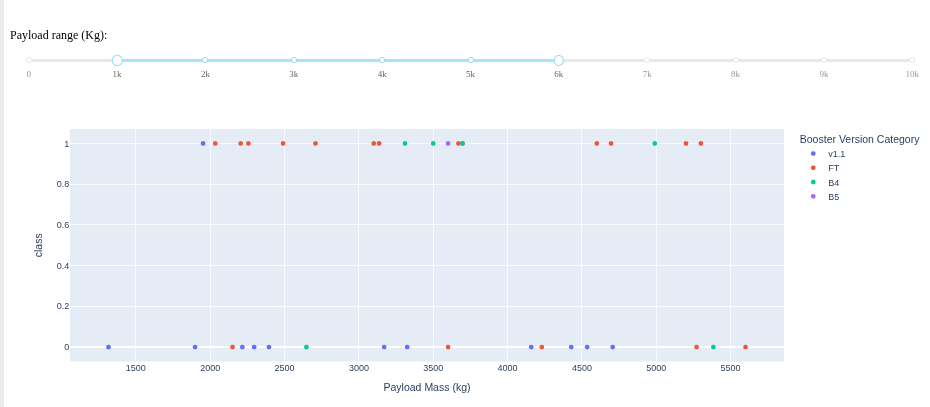 Payload range (Kg):
0 1k 2k 3k 4k 5k 6k 7k 8k 9k 10k
Booster Version Category
v1.1
FT
B4
B5
1
0.8
0.6
0.4
0.2
0
class
1500 2000 2500 3000 3500 4000 4500 5000 5500
Payload Mass (kg)